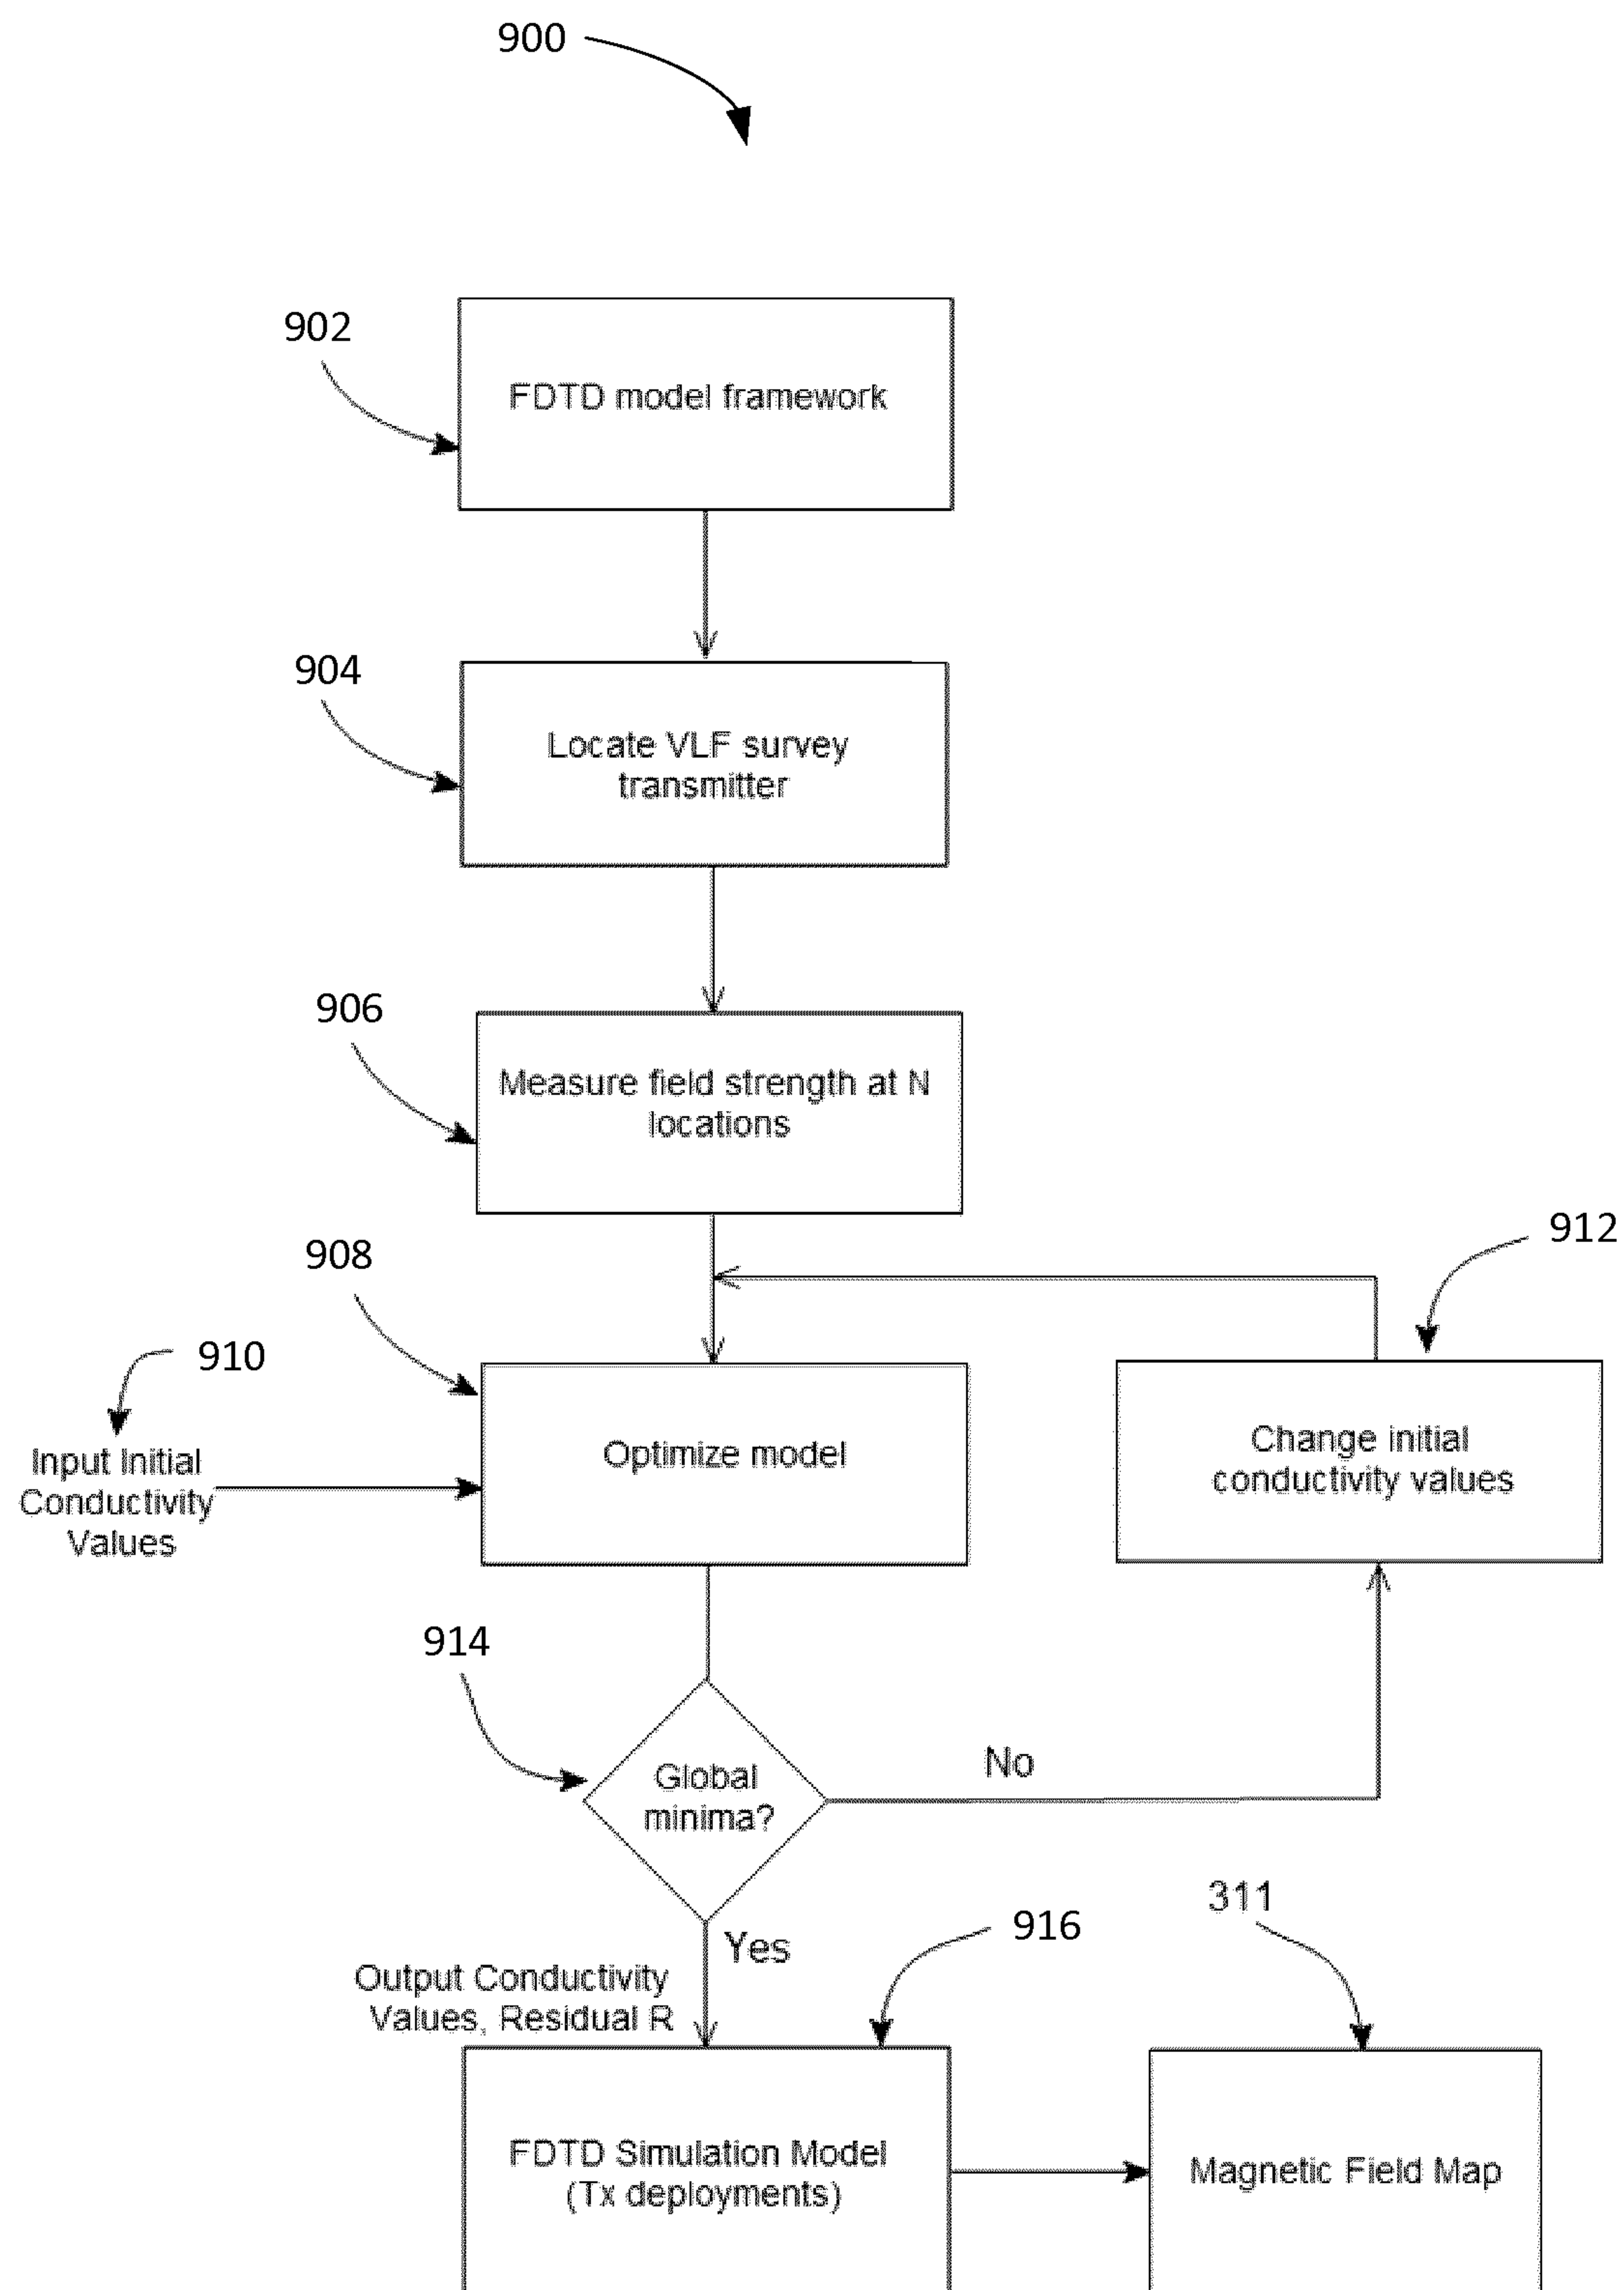 900
902
FDTD model framework
904
Locate VLF survey
transmitter
906
Measure field strength at N
locations
912
908
910
Input Initial
Conductivity
Values
Optimize model
Change initial
conductivity values
914
Global
minima?
No
311
916
Yes
Output Conductivity
Values, Residual R
FDTD Simulation Model
(Tx deployments)
Magnetic Field Map